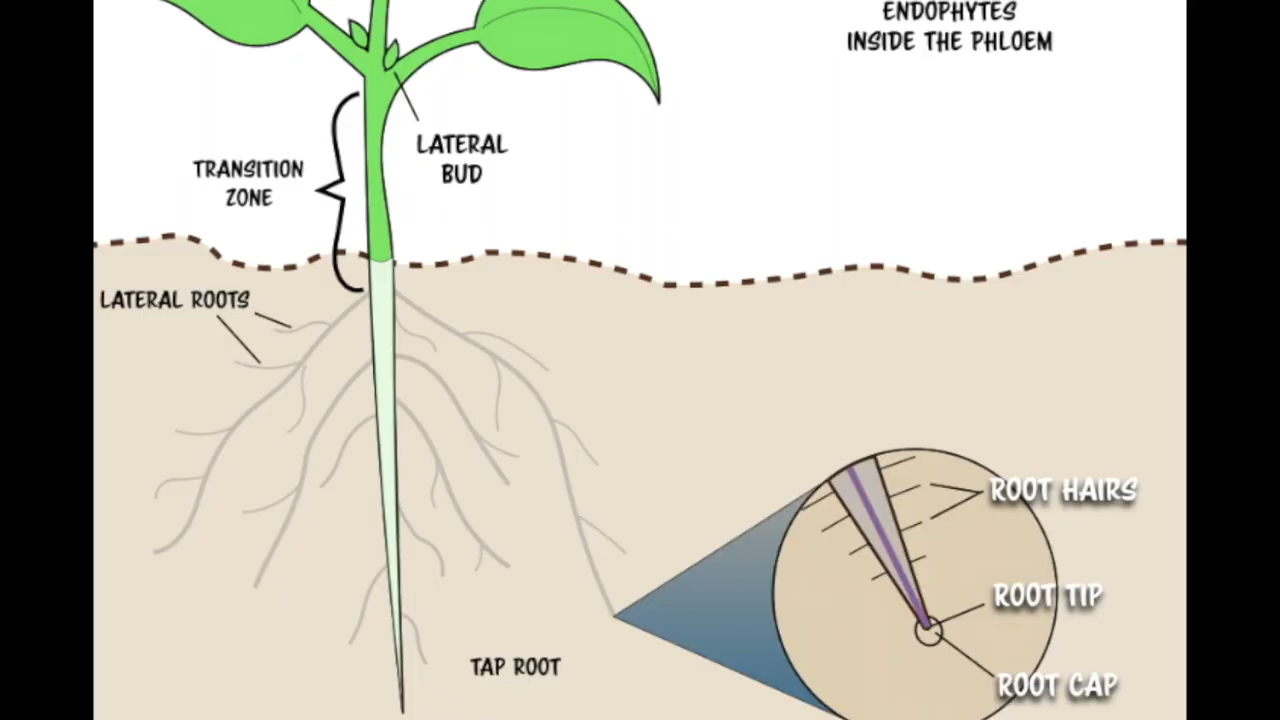 ENDOPHYTES
INSIDE THE PHLOEM
LATERAL
BUD
TRANSITION
ZONE
LATERAL ROOTS
ROOT HAIRS
ROOT TIP
TAP ROOT
ROOT CAP